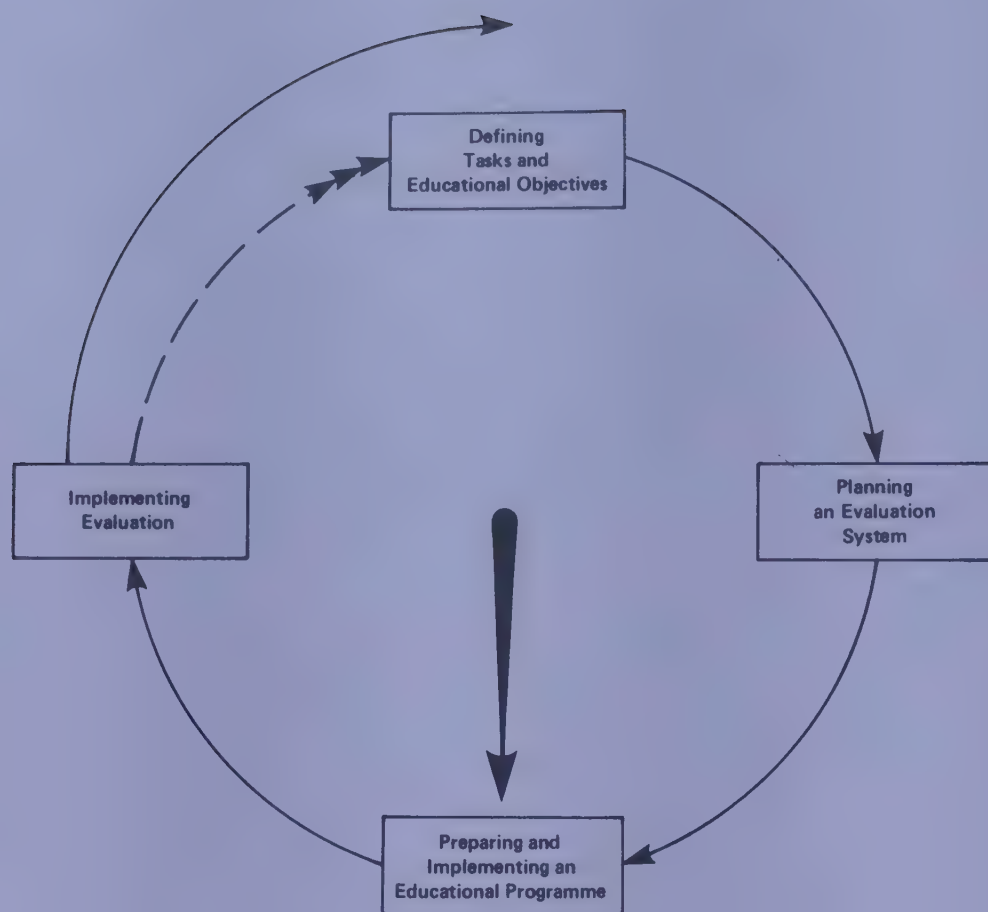 Defining
Tasks and
Educational Objectives
Planning
an Evaluation
System
Preparing and
Implementing an
Educational Programme
Implementing
Evaluation